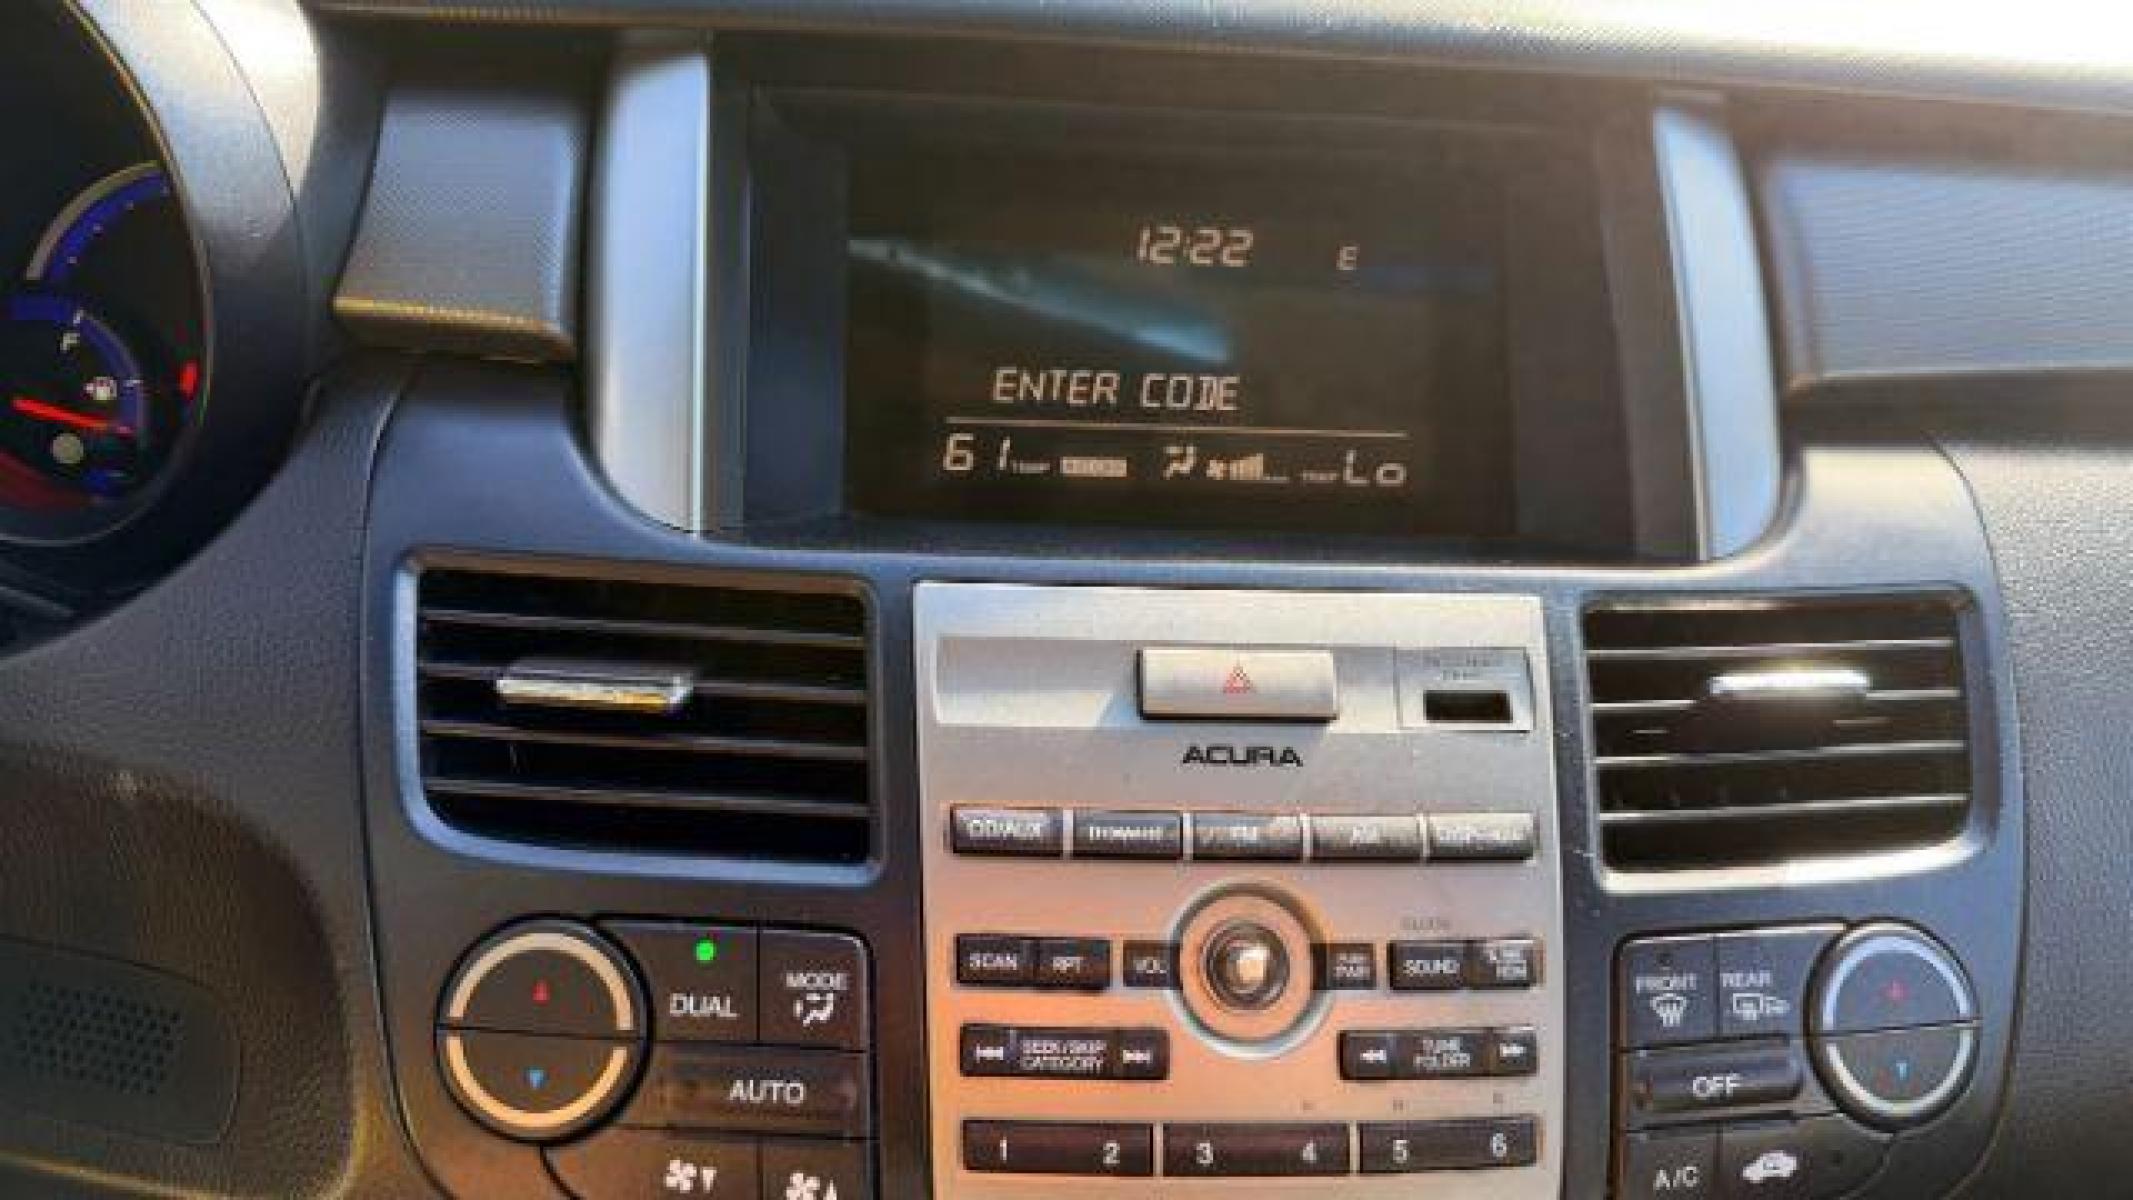 12:22 E
ENTER CODE
61 TEMP Lo
F
ACURA
CD/AUX FM AM
SCAN RPT VOL SOUND
SEEK/SKIP
CATEGORY
TUNE
FOLDER
1 2 3 4 5 6
DUAL MODE
AUTO
FRONT REAR
OFF
A/C